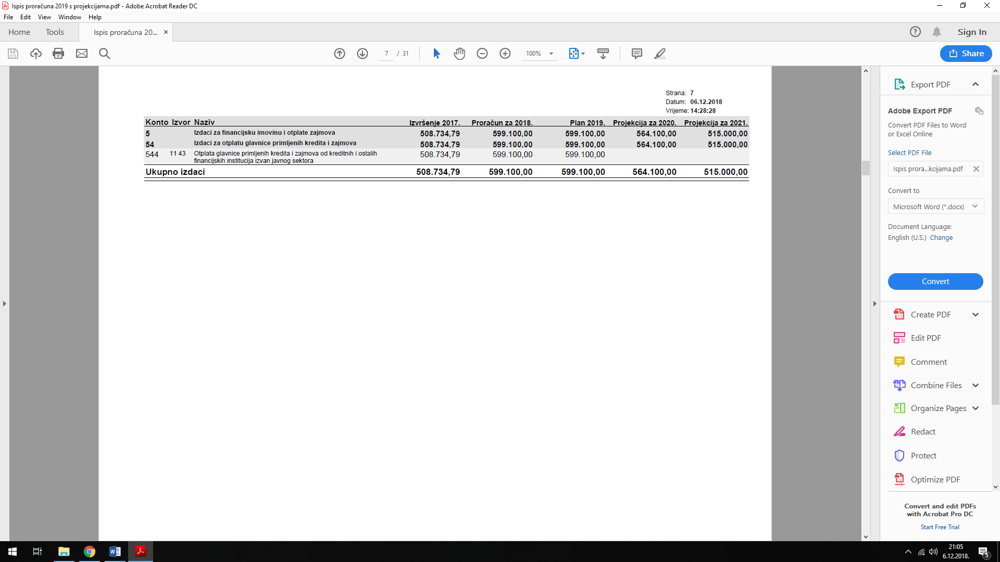 Ispis proračuna 2019 s projekcijama.pdf - Adobe Acrobat Reader DC
File Edit View Window Help
Home Tools Ispis proračuna 20... × Sign In
7 / 31 100% Share
Strana: 7
Datum: 06.12.2018
Vrijeme: 14:28:28
Konto Izvor Naziv Izvršenje 2017. Proračun za 2018. Plan 2019. Projekcija za 2020. Projekcija za 2021.
5 Izdaci za financijsku imovinu i otplate zajmova 508.734,79 599.100,00 599.100,00 564.100,00 515.000,00
54 Izdaci za otplatu glavnice primljenih kredita i zajmova 508.734,79 599.100,00 599.100,00 564.100,00 515.000,00
544 11 43 Otplata glavnice primljenih kredita i zajmova od kreditnih i ostalih 508.734,79 599.100,00 599.100,00
financijskih institucija izvan javnog sektora
Ukupno izdaci 508.734,79 599.100,00 599.100,00 564.100,00 515.000,00
Export PDF
Adobe Export PDF
Convert PDF Files to Word
or Excel Online
Select PDF File
Ispis prora...kcijama.pdf
Convert to
Microsoft Word (*.docx)
Document Language:
English (U.S.) Change
Convert
Create PDF
Edit PDF
Comment
Combine Files
Organize Pages
Redact
Protect
Optimize PDF
Convert and edit PDFs
with Acrobat Pro DC
Start Free Trial
21:05
6.12.2018.
5